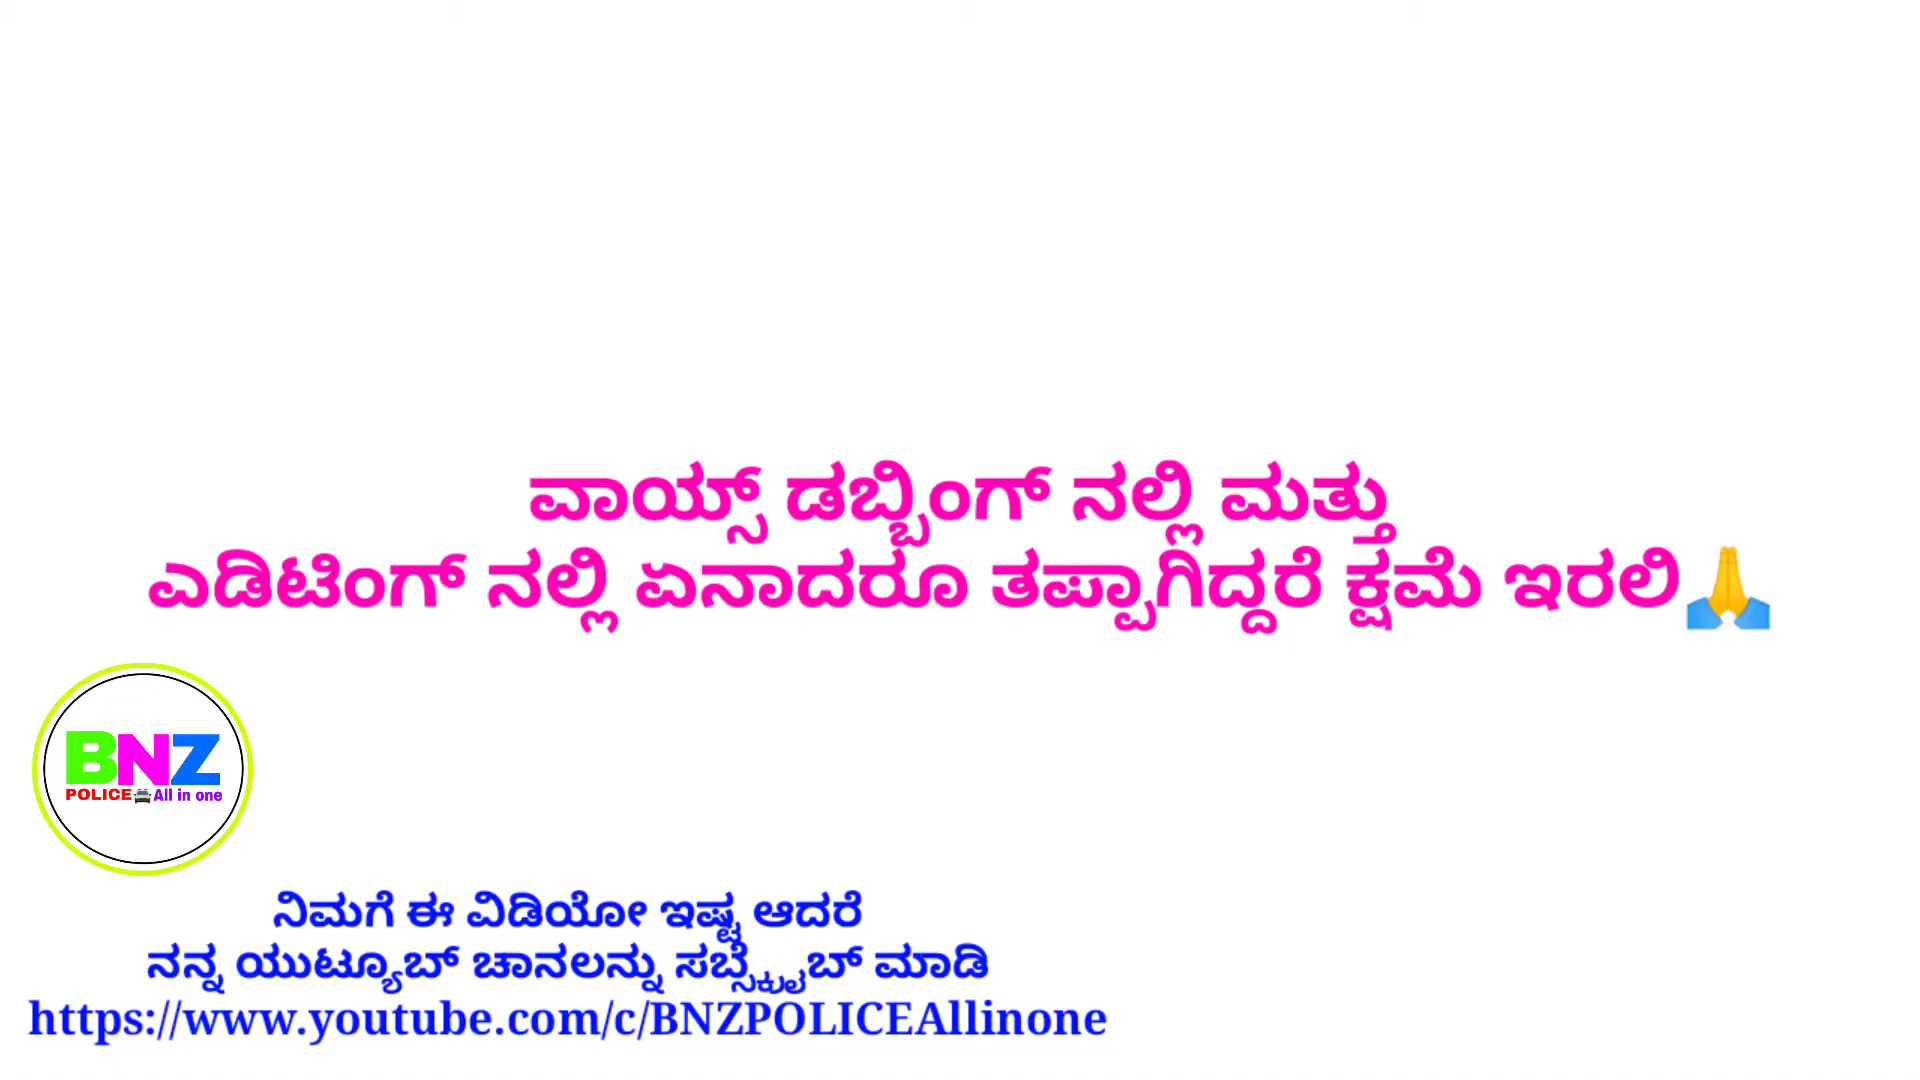 ವಾಯ್ಸ್ ಡಬ್ಬಿಂಗ್ ನಲ್ಲಿ ಮತ್ತು
ಎಡಿಟಿಂಗ್ ನಲ್ಲಿ ಏನಾದರೂ ತಪ್ಪಾಗಿದ್ದರೆ ಕ್ಷಮೆ ಇರಲಿ🙏
BNZ
POLICE🚔All in one
ನಿಮಗೆ ಈ ವಿಡಿಯೋ ಇಷ್ಟ ಆದರೆ
ನನ್ನ ಯುಟ್ಯೂಬ್ ಚಾನಲನ್ನು ಸಬ್ಸ್ಕ್ರೈಬ್ ಮಾಡಿ
https://www.youtube.com/c/BNZPOLICEAllinone